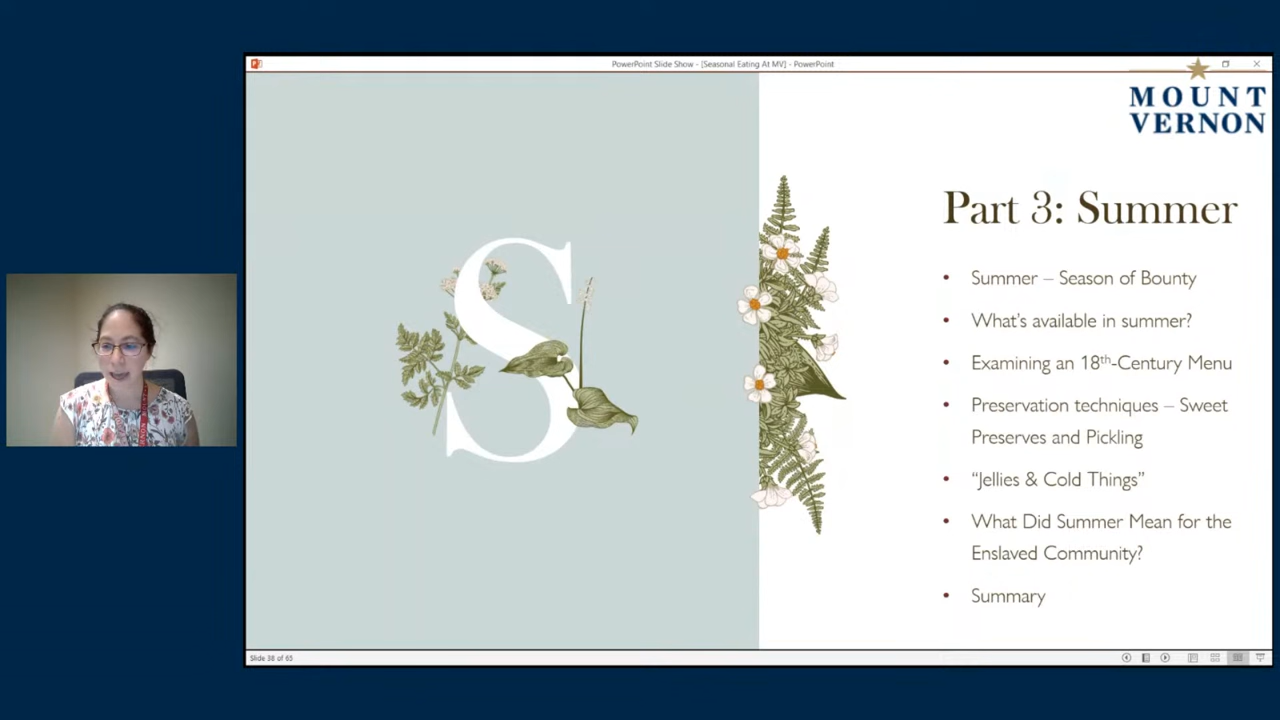 PowerPoint Slide Show - [Seasonal Eating At MV] - PowerPoint
MOUNT
VERNON
S
Part 3: Summer
• Summer – Season of Bounty
• What's available in summer?
• Examining an 18th-Century Menu
• Preservation techniques – Sweet
Preserves and Pickling
• "Jellies & Cold Things"
• What Did Summer Mean for the
Enslaved Community?
• Summary
Slide 38 of 65